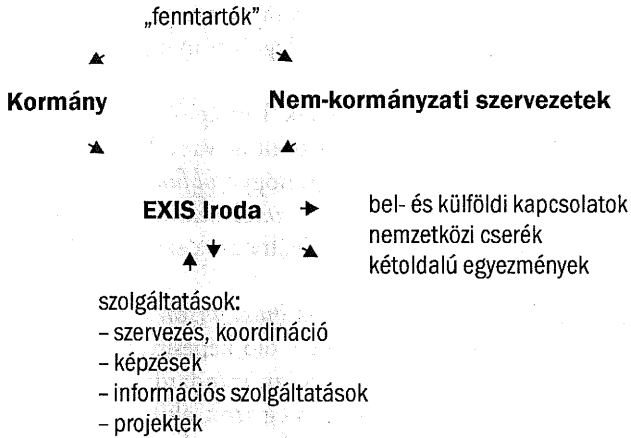 „fenntartók”
Kormány
Nem-kormányzati szervezetek
EXIS Iroda
bel- és külföldi kapcsolatok
nemzetközi cserék
kétoldalú egyezmények
szolgáltatások:
– szervezés, koordináció
– képzések
– információs szolgáltatások
– projektek